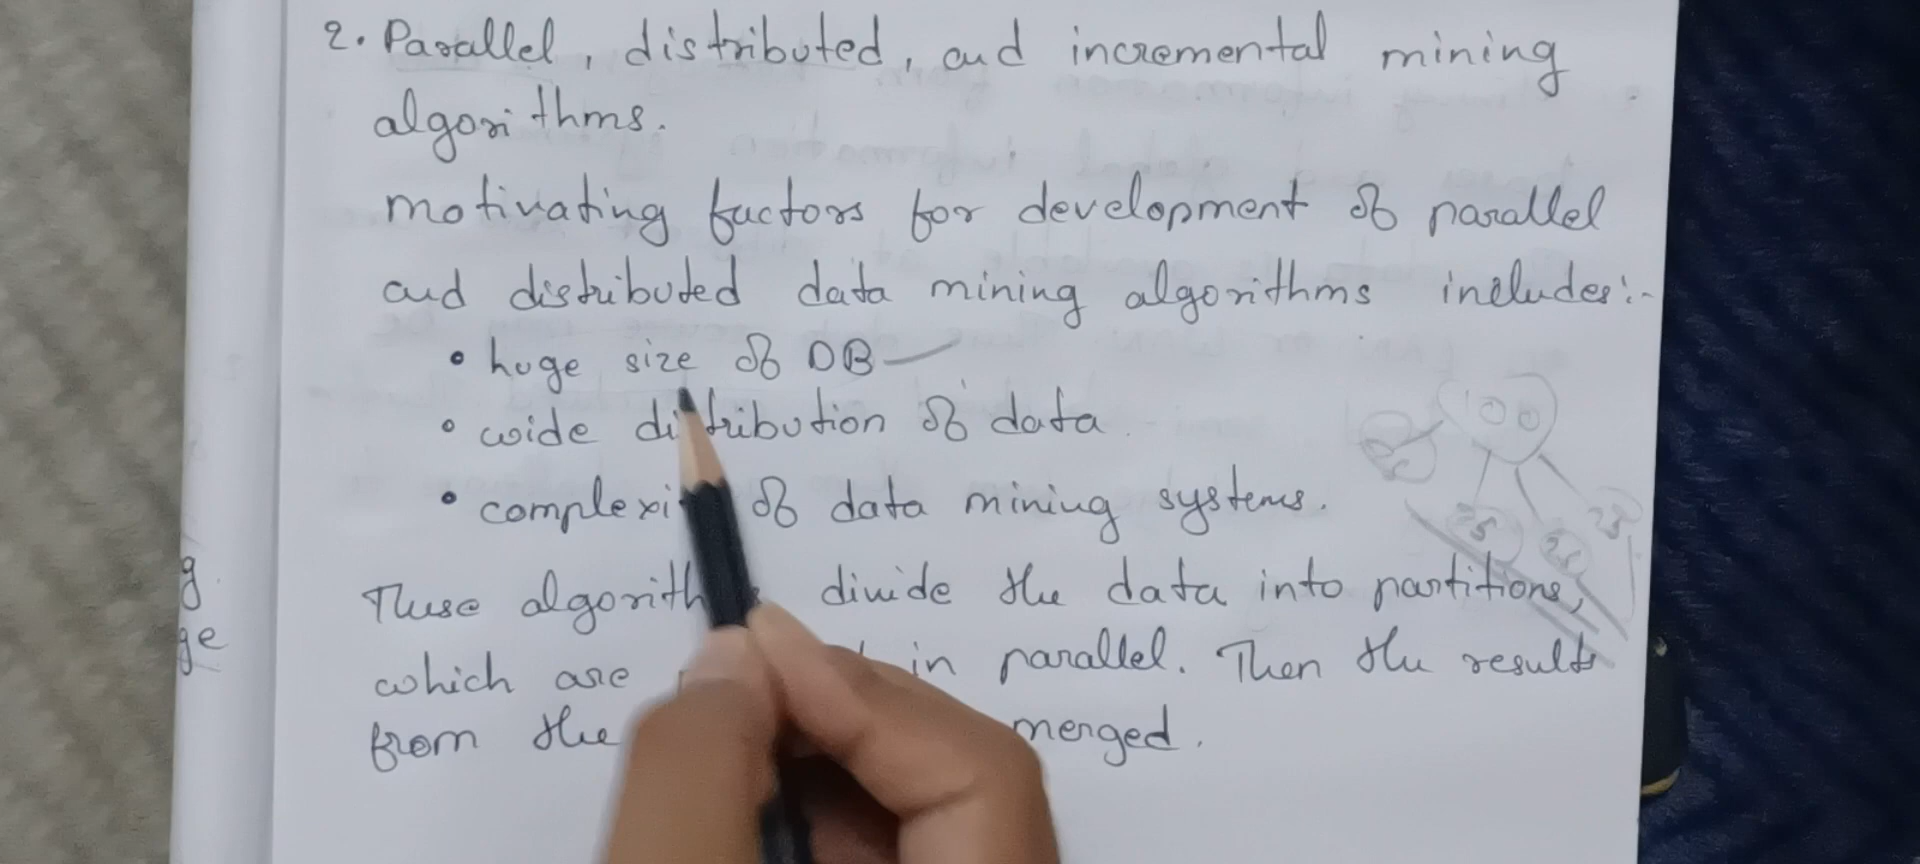 2. Parallel, distributed, and incremental mining
algorithms.
motivating factors for development of parallel
and distributed data mining algorithms includes:-
• huge size of DB
• wide distribution of data.
• complexi of data mining systems.
These algorith divide the data into partitions,
which are in parallel. Then the results
from the merged.
g.
ge
25